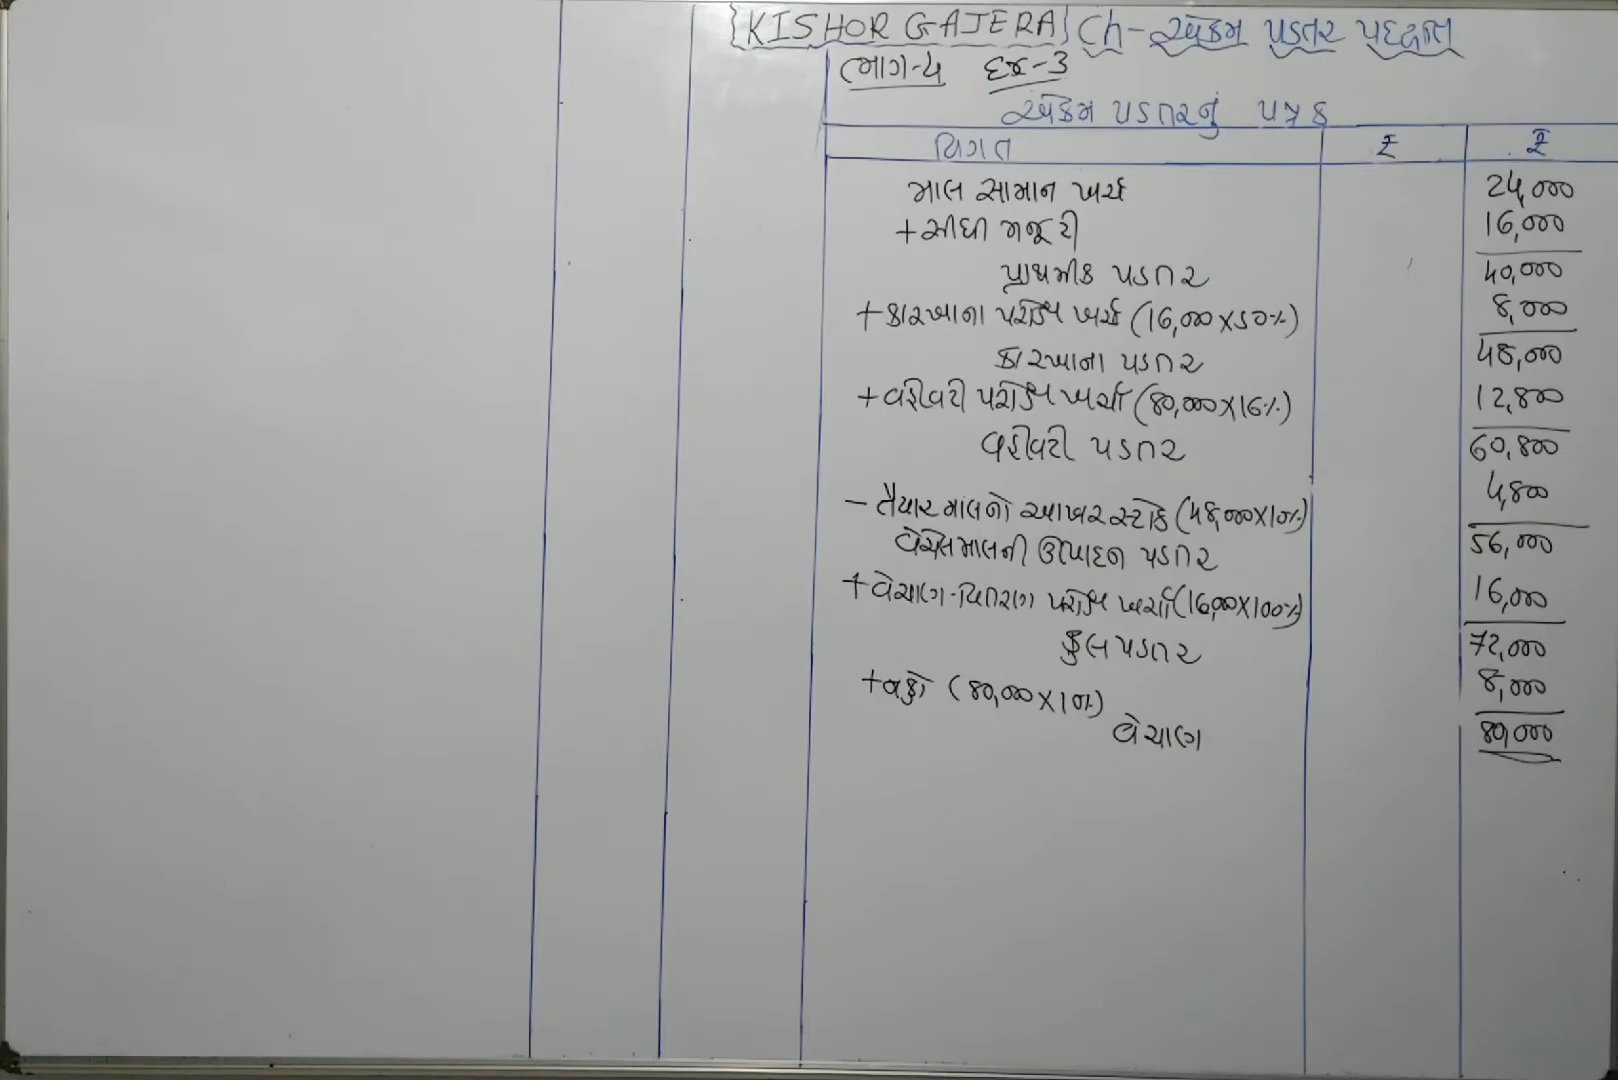 {KISHOR GAJERA} Ch-એકમ પડતર પદ્ધતિ
ભાગ-૫ દાખ-3
એકમ પડતરનું પત્રક
વિગત ₹ ₹
માલ સામાન ખર્ચ 24,000
+સીધી મજૂરી 16,000
પ્રાથમીક પડતર 40,000
+કારખાના પરોક્ષ ખર્ચ (16,000×50%) 8,000
કારખાના પડતર 48,000
+વહીવટી પરોક્ષ ખર્ચા (80,000×16%) 12,800
વહીવટી પડતર 60,800
- તૈયાર માલનો આખર સ્ટોક (48,000×10%) 4,800
વેચેલ માલની ઉત્પાદન પડતર 56,000
+વેચાણ-વિતરણ પરોક્ષ ખર્ચા (16,000×100%) 16,000
કુલ પડતર 72,000
+નફો (80,000×10%) 8,000
વેચાણ 80,000